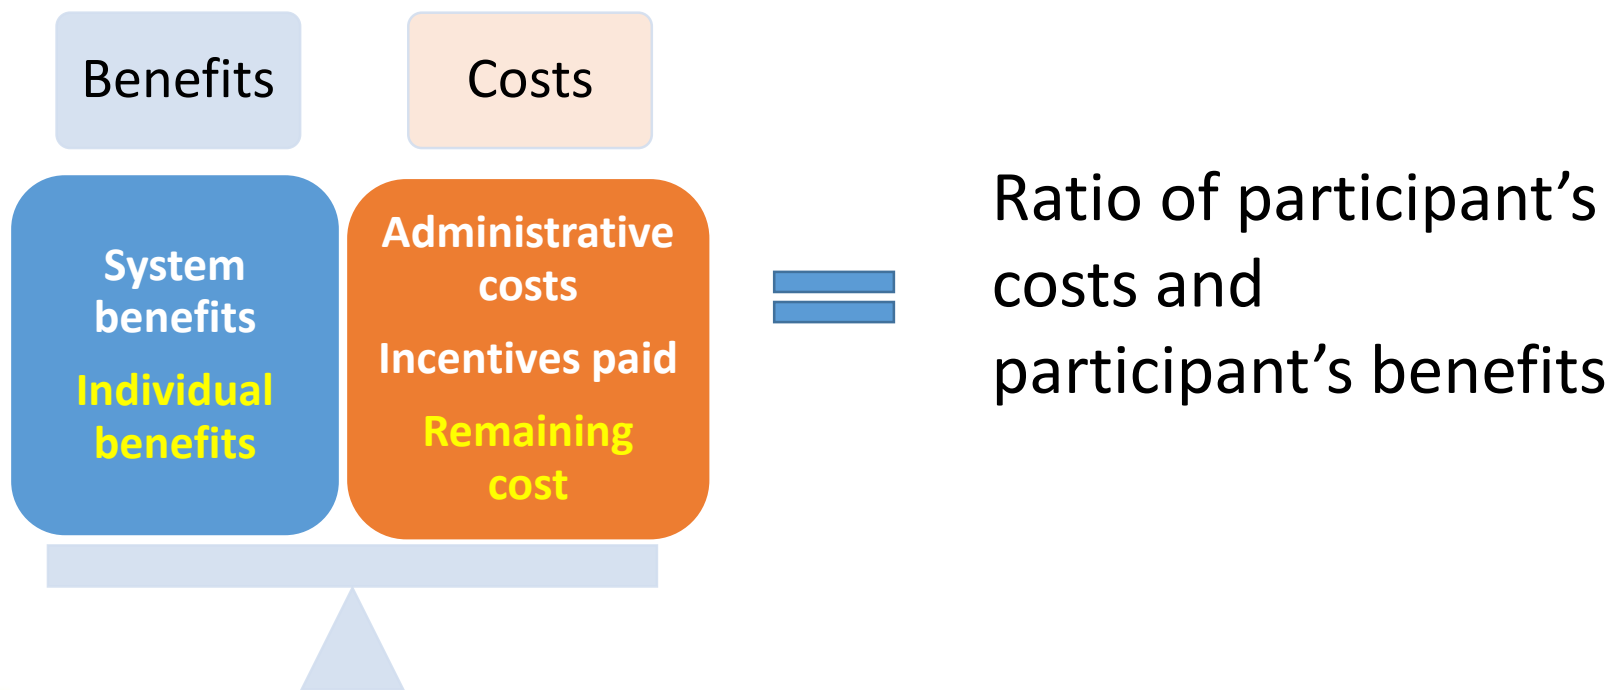 Benefits
Costs
System
benefits
Individual
benefits
Administrative
costs
Incentives paid
Remaining
cost
Ratio of participant’s
costs and
participant’s benefits